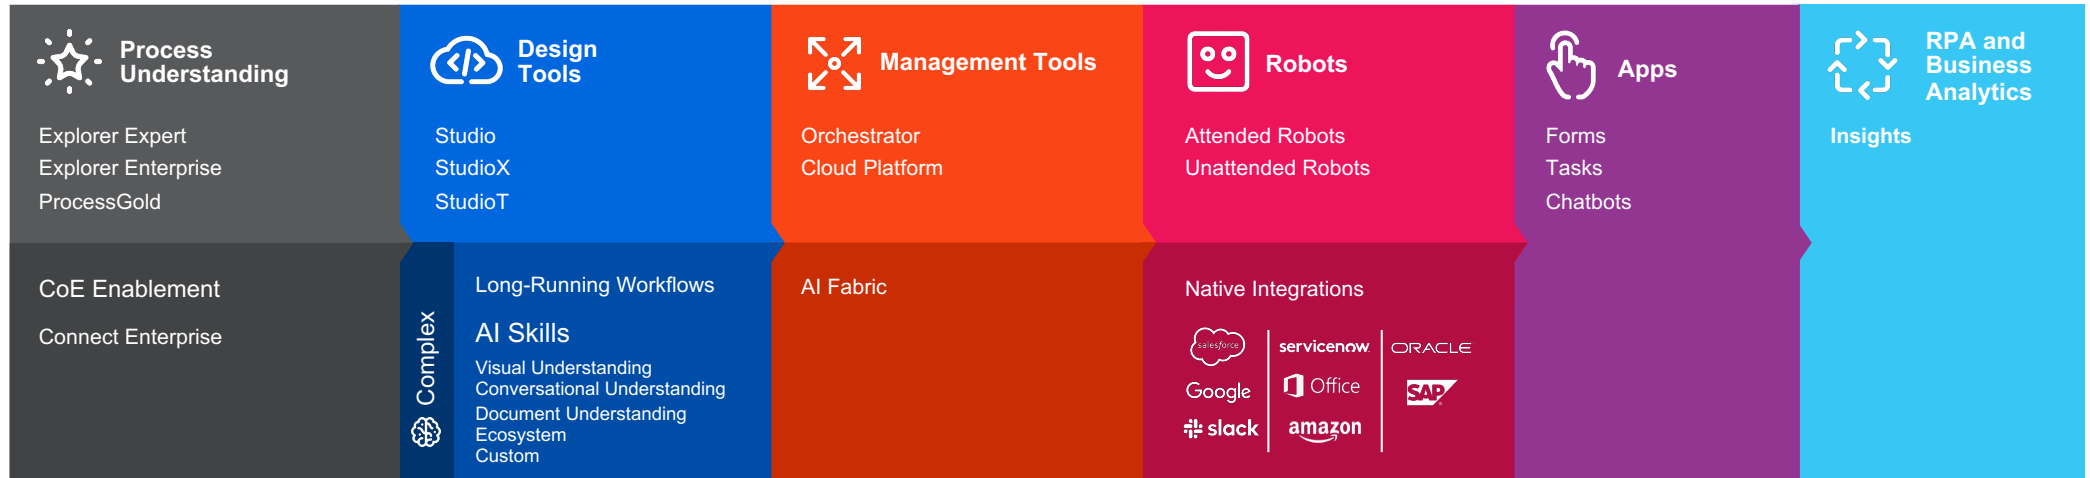 Process
Understanding
Explorer Expert
Explorer Enterprise
ProcessGold
CoE Enablement
Connect Enterprise
Design
Tools
Studio
StudioX
StudioT
Complex
Long-Running Workflows
AI Skills
Visual Understanding
Conversational Understanding
Document Understanding
Ecosystem
Custom
Management Tools
Orchestrator
Cloud Platform
AI Fabric
Robots
Attended Robots
Unattended Robots
Native Integrations
salesforce
Google
slack
servicenow
Office
amazon
ORACLE
SAP
Apps
Forms
Tasks
Chatbots
RPA and
Business
Analytics
Insights